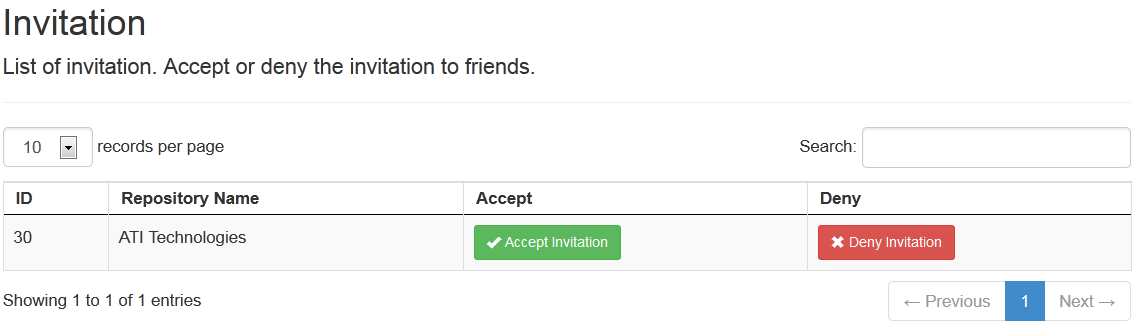 Invitation
List of invitation. Accept or deny the invitation to friends.
10 records per page Search:
ID Repository Name Accept Deny
30 ATI Technologies Accept Invitation Deny Invitation
Showing 1 to 1 of 1 entries ← Previous 1 Next →